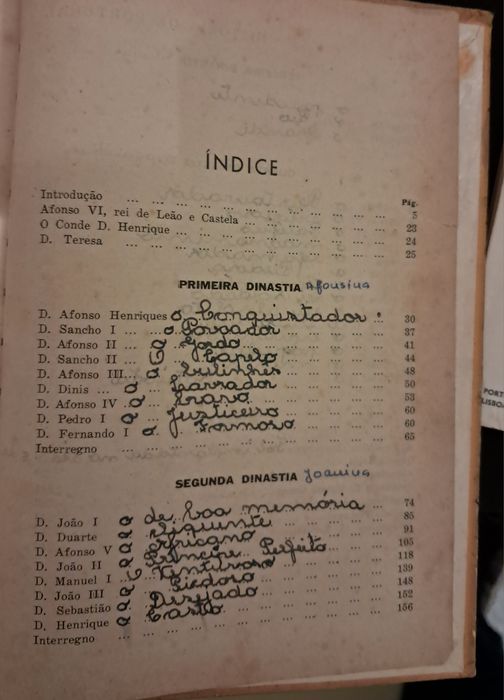 ÍNDICE
Pág.
Introdução ... 5
Afonso VI, rei de Leão e Castela ... 23
O Conde D. Henrique ... 24
D. Teresa ... 25
PRIMEIRA DINASTIA Afonsina
D. Afonso Henriques o Conquistador ... 30
D. Sancho I ... o Povoador ... 37
D. Afonso II ... o Gordo ... 41
D. Sancho II ... o Capelo ... 44
D. Afonso III ... o ... 48
D. Dinis ... o Lavrador ... 50
D. Afonso IV ... o Bravo ... 53
D. Pedro I ... o Justiceiro ... 60
D. Fernando I o Formoso ... 60
Interregno ... 65
SEGUNDA DINASTIA Joanina
D. João I ... o de boa memória ... 74
D. Duarte ... o ... 85
D. Afonso V ... o Africano ... 91
D. João II ... o Príncipe Perfeito ... 105
D. Manuel I ... o ... 118
D. João III ... o Piedoso ... 139
D. Sebastião ... o Desejado ... 148
D. Henrique ... o Casto ... 152
Interregno ... 156
PORT
LISBO